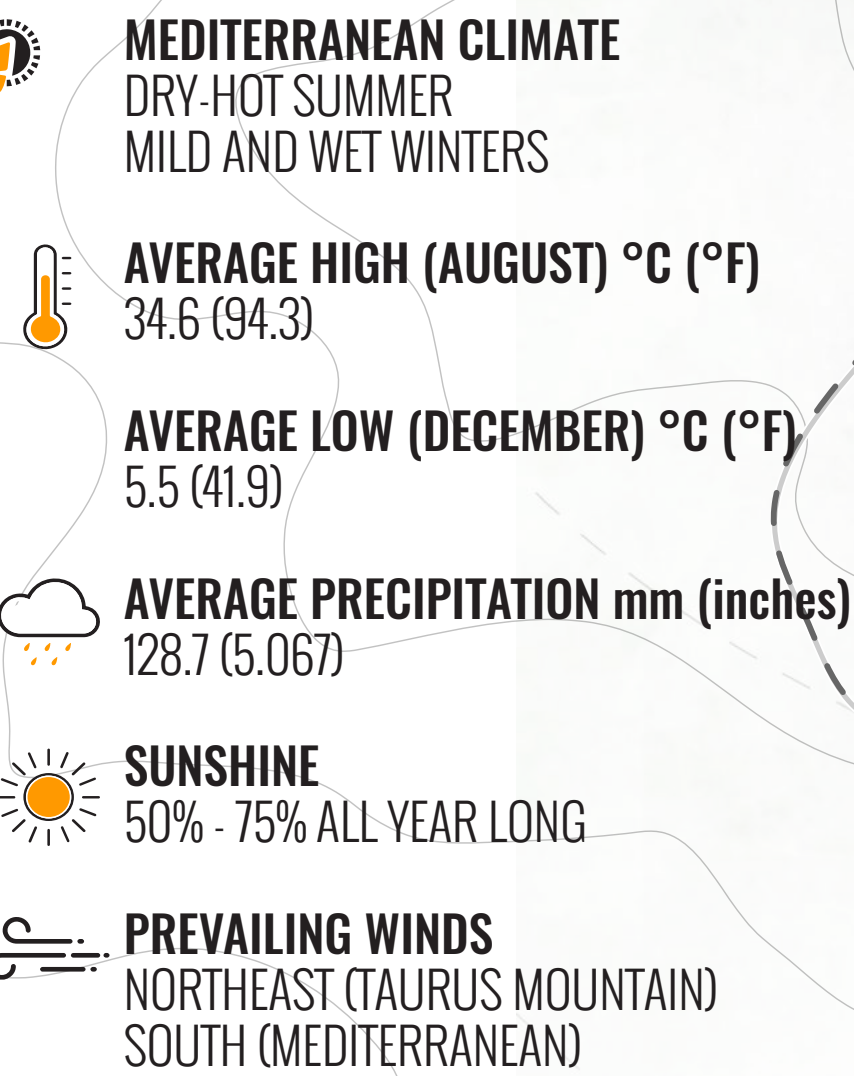 MEDITERRANEAN CLIMATE
DRY-HOT SUMMER
MILD AND WET WINTERS
AVERAGE HIGH (AUGUST) °C (°F)
34.6 (94.3)
AVERAGE LOW (DECEMBER) °C (°F)
5.5 (41.9)
AVERAGE PRECIPITATION mm (inches)
128.7 (5.067)
SUNSHINE
50% - 75% ALL YEAR LONG
PREVAILING WINDS
NORTHEAST (TAURUS MOUNTAIN)
SOUTH (MEDITERRANEAN)